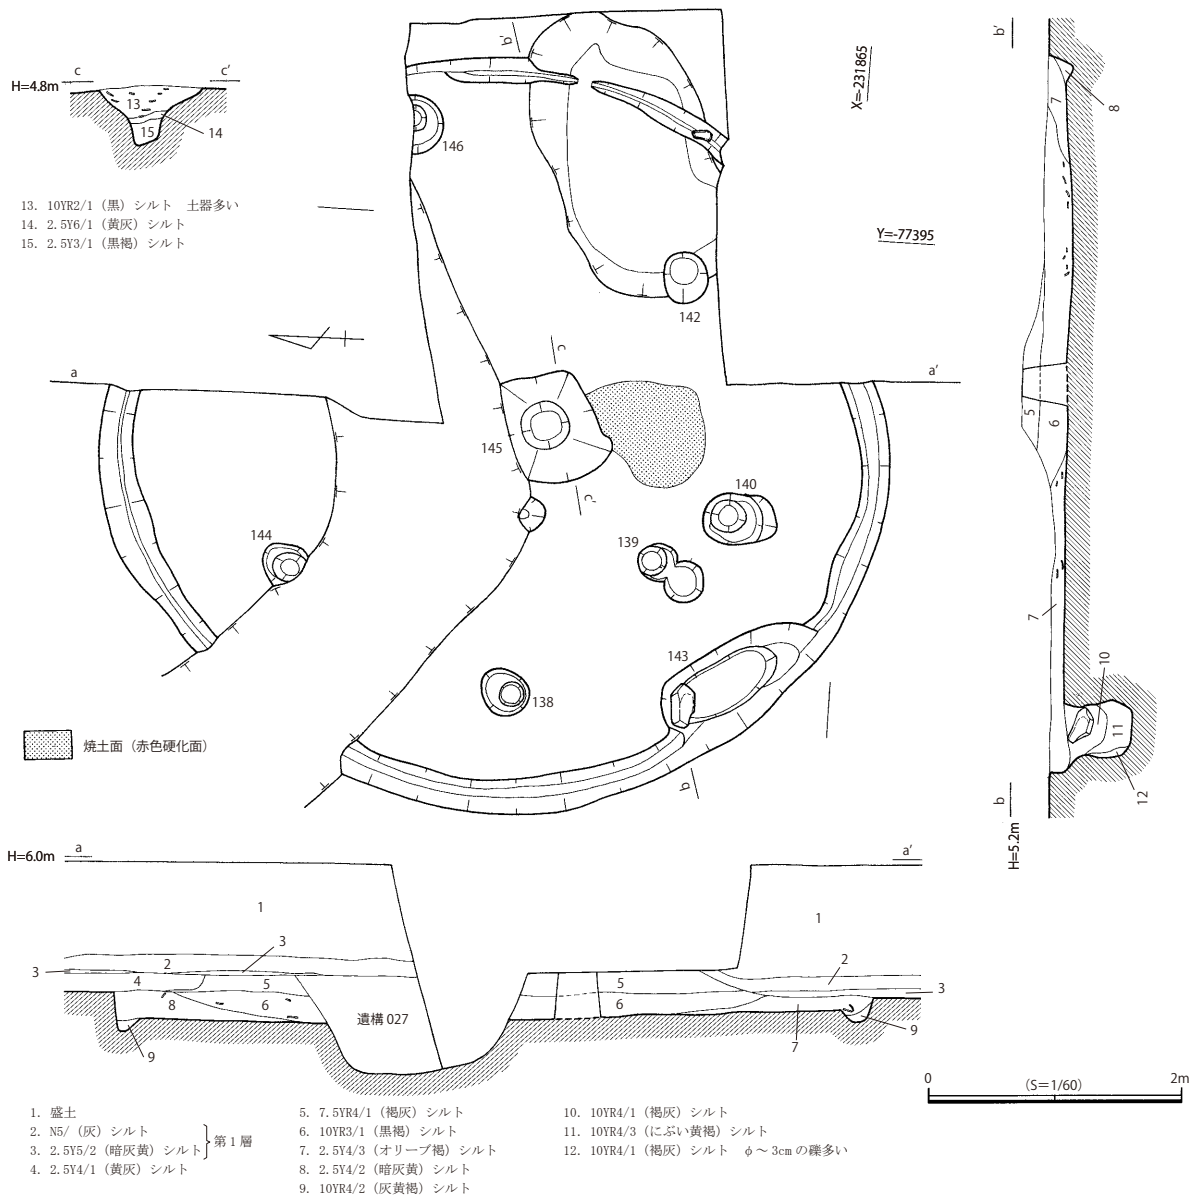 c c′
H=4.8m
13
15 14
13. 10YR2/1（黒）シルト　土器多い
14. 2.5Y6/1（黄灰）シルト
15. 2.5Y3/1（黒褐）シルト
b′
146
142
X=-231865
Y=-77395
b′
7
8
5
6
7
10
11
12
b
H=5.2m
a a′
c
145
c′
144
140
139
143
138
b
焼土面（赤色硬化面）
H=6.0m a a′
1 1
3 2 3
4 5
8 6
9
遺構 027
5
6
2
3
7
9
0 （S＝1/60） 2m
1. 盛土
2. N5/（灰）シルト
3. 2.5Y5/2（暗灰黄）シルト
第１層
4. 2.5Y4/1（黄灰）シルト
5. 7.5YR4/1（褐灰）シルト
6. 10YR3/1（黒褐）シルト
7. 2.5Y4/3（オリーブ褐）シルト
8. 2.5Y4/2（暗灰黄）シルト
9. 10YR4/2（灰黄褐）シルト
10. 10YR4/1（褐灰）シルト
11. 10YR4/3（にぶい黄褐）シルト
12. 10YR4/1（褐灰）シルト　φ～3cm の礫多い